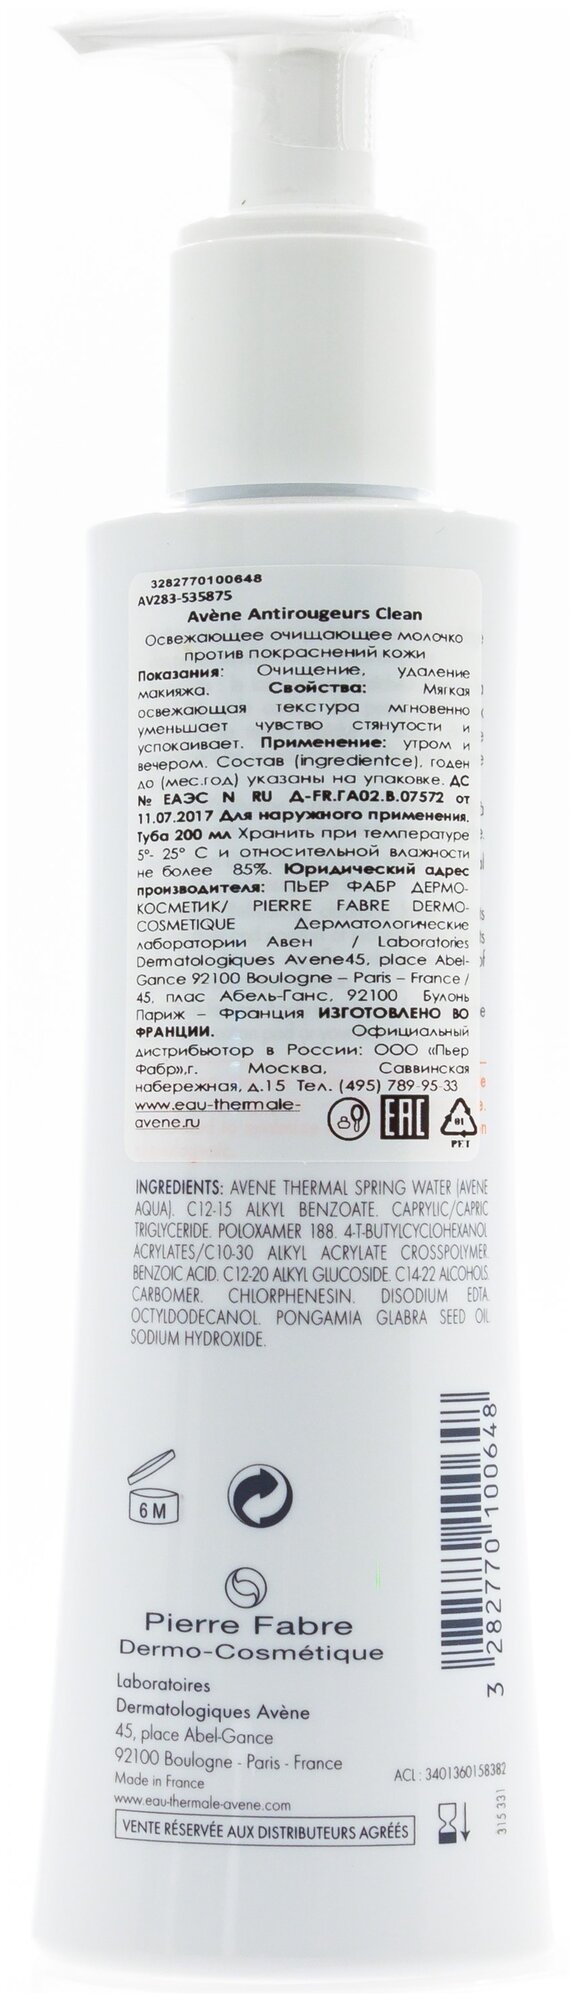 3282770100648
AV283-535875
Avène Antirougeurs Clean
Освежающее очищающее молочко
против покраснений кожи
Показания: Очищение, удаление
макияжа. Свойства: Мягкая
освежающая текстура мгновенно
уменьшает чувство стянутости и
успокаивает. Применение: утром и
вечером. Состав (ingredientce), годен
до (мес.год) указаны на упаковке. ДС
№ ЕАЭС N RU Д-FR.ГА02.В.07572 от
11.07.2017 Для наружного применения.
Туба 200 мл Хранить при температуре
5°- 25° С и относительной влажности
не более 85%. Юридический адрес
производителя: ПЬЕР ФАБР ДЕРМО-
КОСМЕТИК/ PIERRE FABRE DERMO-
COSMETIQUE Дерматологические
лаборатории Авен / Laboratories
Dermatologiques Avene45, place Abel-
Gance 92100 Boulogne – Paris – France /
45, плас Абель-Ганс, 92100 Булонь
Париж – Франция ИЗГОТОВЛЕНО ВО
ФРАНЦИИ. Официальный
дистрибьютор в России: ООО «Пьер
Фабр»,г. Москва, Саввинская
набережная, д.15 Тел. (495) 789-95-33
www.eau-thermale-
avene.ru
EAC
01
PET
INGREDIENTS: AVENE THERMAL SPRING WATER (AVENE
AQUA). C12-15 ALKYL BENZOATE. CAPRYLIC/CAPRIC
TRIGLYCERIDE. POLOXAMER 188. 4-T-BUTYLCYCLOHEXANOL.
ACRYLATES/C10-30 ALKYL ACRYLATE CROSSPOLYMER.
BENZOIC ACID. C12-20 ALKYL GLUCOSIDE. C14-22 ALCOHOLS.
CARBOMER. CHLORPHENESIN. DISODIUM EDTA.
OCTYLDODECANOL. PONGAMIA GLABRA SEED OIL.
SODIUM HYDROXIDE.
6 M
3 282770 100648
Pierre Fabre
Dermo-Cosmétique
Laboratoires
Dermatologiques Avène
45, place Abel-Gance
92100 Boulogne - Paris - France
Made in France
www.eau-thermale-avene.com
ACL : 3401360158382
315 331
VENTE RÉSERVÉE AUX DISTRIBUTEURS AGRÉÉS